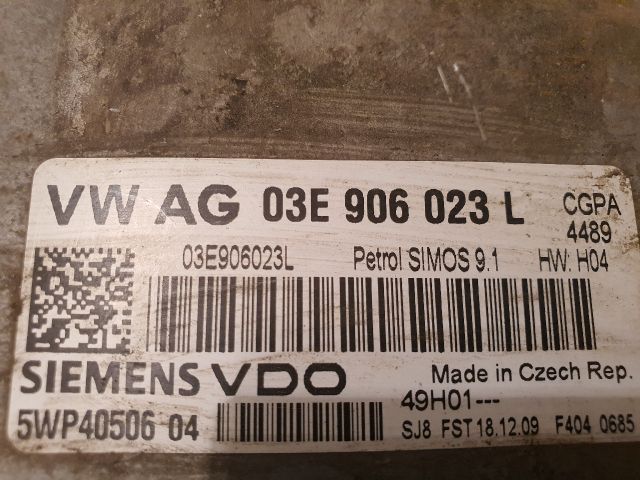 VW AG 03E 906 023 L CGPA
4489
03E906023L Petrol SIMOS 9.1 HW: H04
SIEMENS VDO Made in Czech Rep.
49H01---
5WP40506 04 SJ8 FST 18.12.09 F404 0685